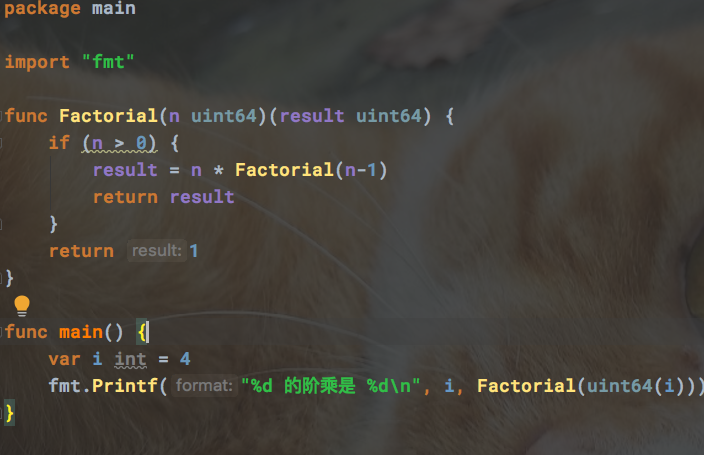 package main
import "fmt"
func Factorial(n uint64)(result uint64) {
if (n > 0) {
result = n * Factorial(n-1)
return result
}
return result: 1
}
func main() {
var i int = 4
fmt.Printf( format: "%d 的阶乘是 %d\n", i, Factorial(uint64(i)))
}